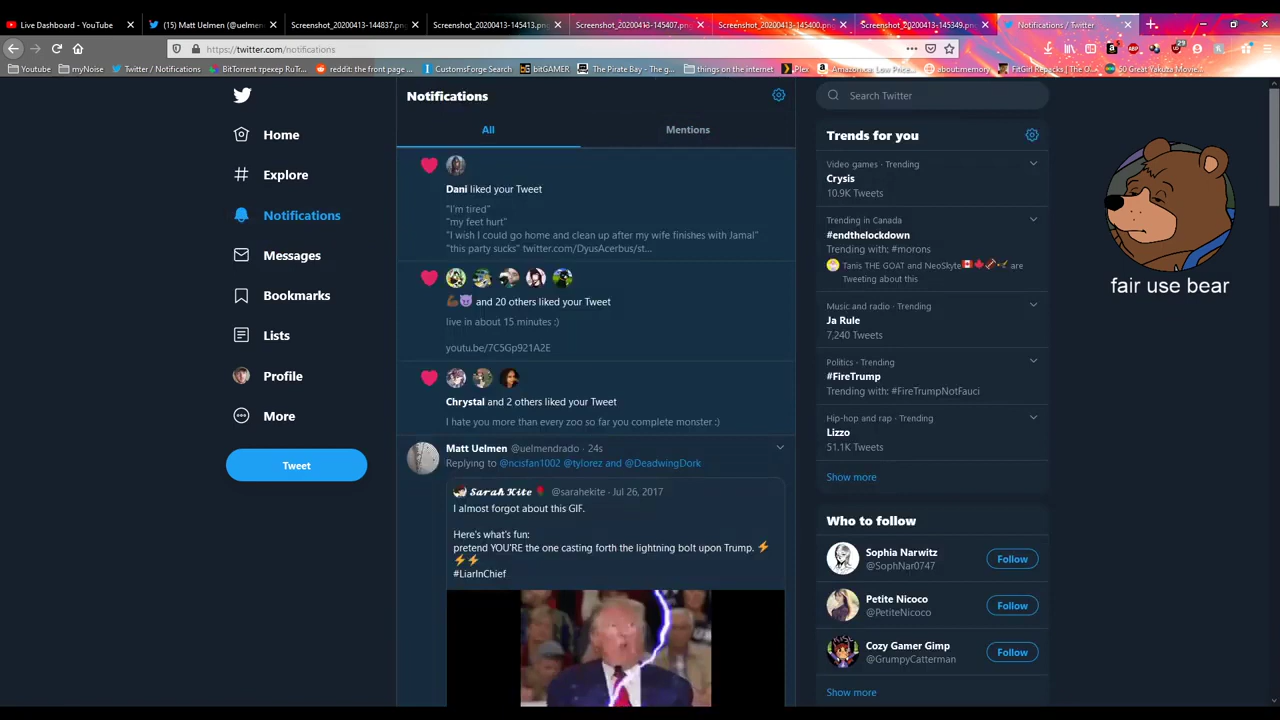 Live Dashboard - YouTube
(15) Matt Uelmen (@uelmen
Screenshot_20200413-144837.png
Screenshot_20200413-145413.png
Screenshot_20200413-145407.png
Screenshot_20200413-145400.png
Screenshot_20200413-145349.png
Notifications / Twitter
https://twitter.com/notifications
Youtube
myNoise
Twitter / Notifications
BitTorrent трекер RuTr...
reddit: the front page ...
CustomsForge Search
bitGAMER
The Pirate Bay - The g...
things on the internet
Plex
Amazon.ca: Low Price...
about:memory
FitGirl Repacks | The O...
50 Great Yakuza Movie...
Home
Explore
Notifications
Messages
Bookmarks
Lists
Profile
More
Tweet
Notifications
All
Mentions
Dani liked your Tweet
"I'm tired"
"my feet hurt"
"I wish I could go home and clean up after my wife finishes with Jamal"
"this party sucks" twitter.com/DyusAcerbus/st...
💪🏿😈 and 20 others liked your Tweet
live in about 15 minutes :)
youtu.be/7C5Gp921A2E
Chrystal and 2 others liked your Tweet
I hate you more than every zoo so far you complete monster :)
Matt Uelmen @uelmendrado · 24s
Replying to @ncisfan1002 @tylorez and @DeadwingDork
𝓢𝓪𝓻𝓪𝓱 𝓚𝓲𝓽𝓮 🌹 @sarahekite · Jul 26, 2017
I almost forgot about this GIF.
Here's what's fun:
pretend YOU'RE the one casting forth the lightning bolt upon Trump. ⚡
⚡⚡
#LiarInChief
Search Twitter
Trends for you
Video games · Trending
Crysis
10.9K Tweets
Trending in Canada
#endthelockdown
Trending with: #morons
Tanis THE GOAT and NeoSkyte are
Tweeting about this
Music and radio · Trending
Ja Rule
7,240 Tweets
Politics · Trending
#FireTrump
Trending with: #FireTrumpNotFauci
Hip-hop and rap · Trending
Lizzo
51.1K Tweets
Show more
Who to follow
Sophia Narwitz
@SophNar0747
Follow
Petite Nicoco
@PetiteNicoco
Follow
Cozy Gamer Gimp
@GrumpyCatterman
Follow
Show more
fair use bear